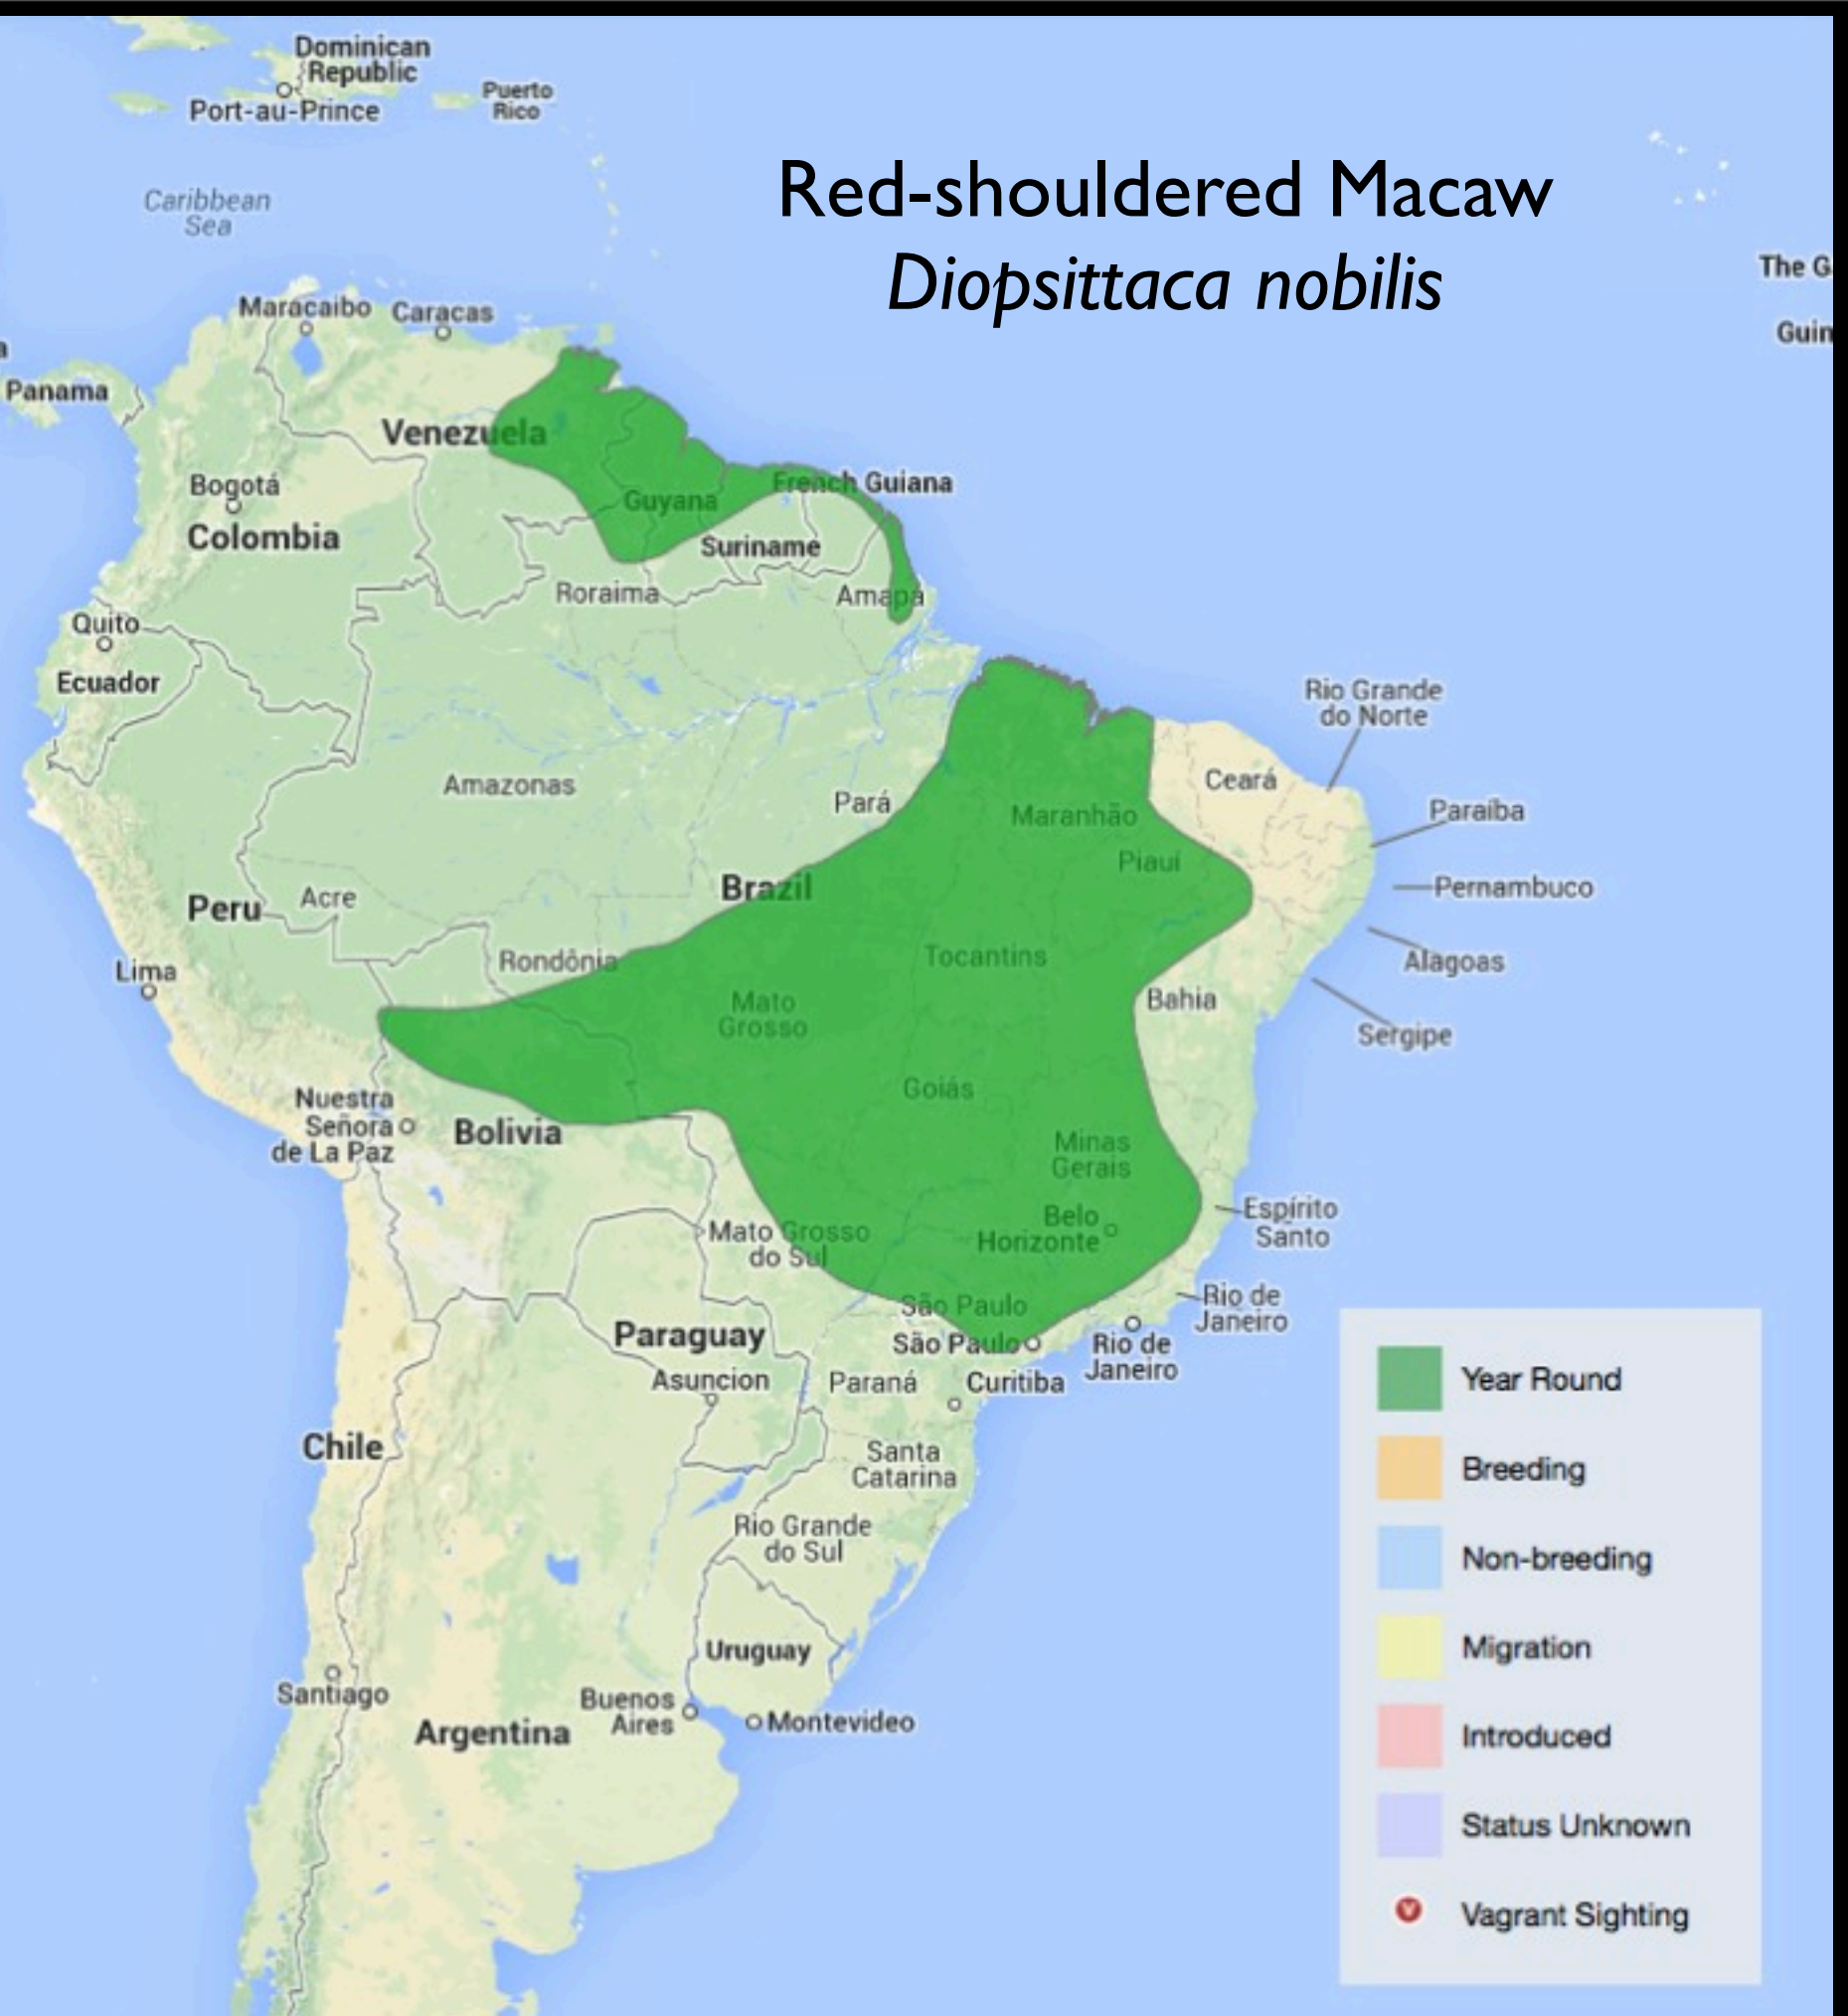 Dominican
Republic
Port-au-Prince
Puerto
Rico
Red-shouldered Macaw
Diopsittaca nobilis
Caribbean
Sea
The G
Guin
Maracaibo
Caracas
a
Panama
Venezuela
Bogotá
Colombia
Guyana
French Guiana
Suriname
Roraima
Amapá
Quito
Ecuador
Rio Grande
do Norte
Amazonas
Pará
Ceará
Maranhão
Paraíba
Piauí
Brazil
Pernambuco
Peru
Acre
Rondônia
Tocantins
Alagoas
Lima
Mato
Grosso
Bahia
Sergipe
Goiás
Nuestra
Señora
de La Paz
Bolivia
Minas
Gerais
Belo
Horizonte
Espírito
Santo
Mato Grosso
do Sul
São Paulo
São Paulo
Rio de
Janeiro
Rio de
Janeiro
Paraguay
Asuncion
Paraná
Curitiba
Chile
Santa
Catarina
Rio Grande
do Sul
Uruguay
Santiago
Buenos
Aires
Montevideo
Argentina
Year Round
Breeding
Non-breeding
Migration
Introduced
Status Unknown
V
Vagrant Sighting